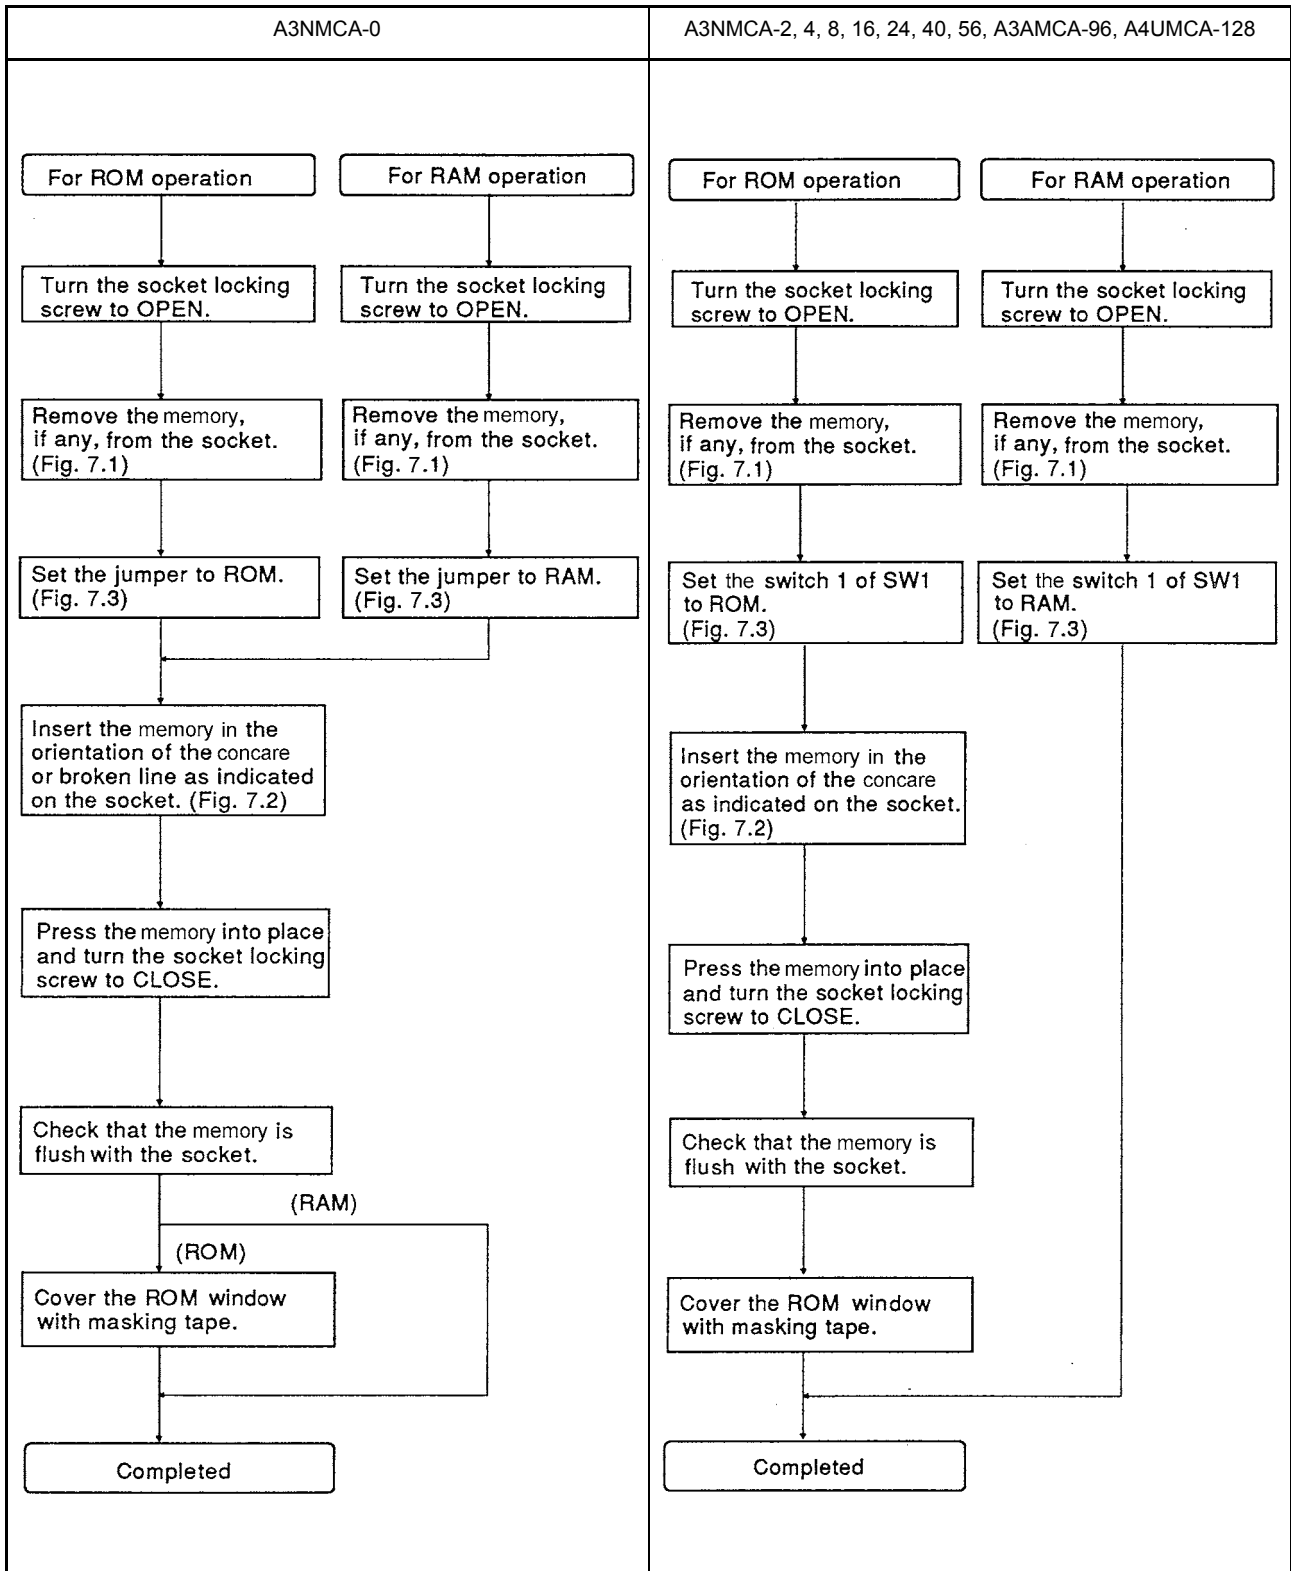 A3NMCA-0
A3NMCA-2, 4, 8, 16, 24, 40, 56, A3AMCA-96, A4UMCA-128
For ROM operation
For RAM operation
Turn the socket locking
screw to OPEN.
Turn the socket locking
screw to OPEN.
Remove the memory,
if any, from the socket.
(Fig. 7.1)
Remove the memory,
if any, from the socket.
(Fig. 7.1)
Set the jumper to ROM.
(Fig. 7.3)
Set the jumper to RAM.
(Fig. 7.3)
Insert the memory in the
orientation of the concare
or broken line as indicated
on the socket. (Fig. 7.2)
Press the memory into place
and turn the socket locking
screw to CLOSE.
Check that the memory is
flush with the socket.
(RAM)
(ROM)
Cover the ROM window
with masking tape.
Completed
For ROM operation
For RAM operation
Turn the socket locking
screw to OPEN.
Turn the socket locking
screw to OPEN.
Remove the memory,
if any, from the socket.
(Fig. 7.1)
Remove the memory,
if any, from the socket.
(Fig. 7.1)
Set the switch 1 of SW1
to ROM.
(Fig. 7.3)
Set the switch 1 of SW1
to RAM.
(Fig. 7.3)
Insert the memory in the
orientation of the concare
as indicated on the socket.
(Fig. 7.2)
Press the memory into place
and turn the socket locking
screw to CLOSE.
Check that the memory is
flush with the socket.
Cover the ROM window
with masking tape.
Completed